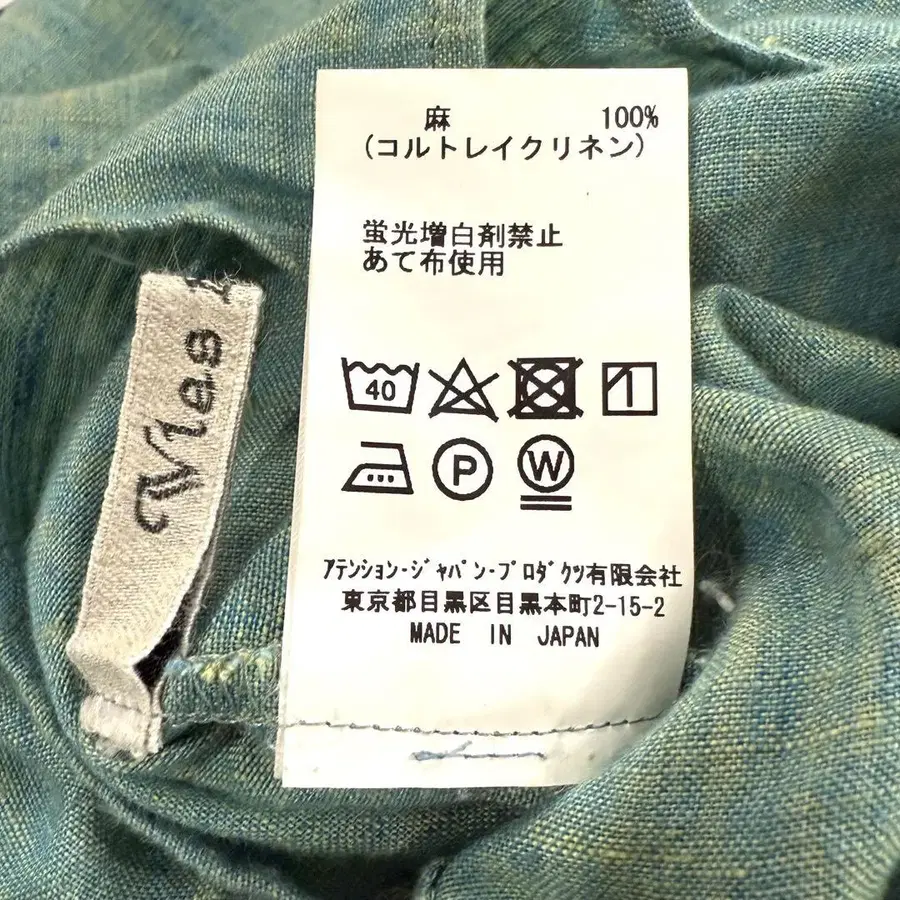 麻 100%
(コルトレイクリネン)
蛍光増白剤禁止
あて布使用
40
P
W
アテンション・ジャパン・プロダクツ有限会社
東京都目黒区目黒本町2-15-2
MADE IN JAPAN
Vlas